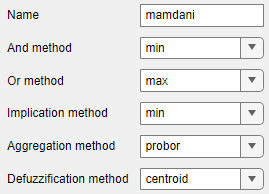 Name mamdani
And method min
Or method max
Implication method min
Aggregation method probor
Defuzzification method centroid